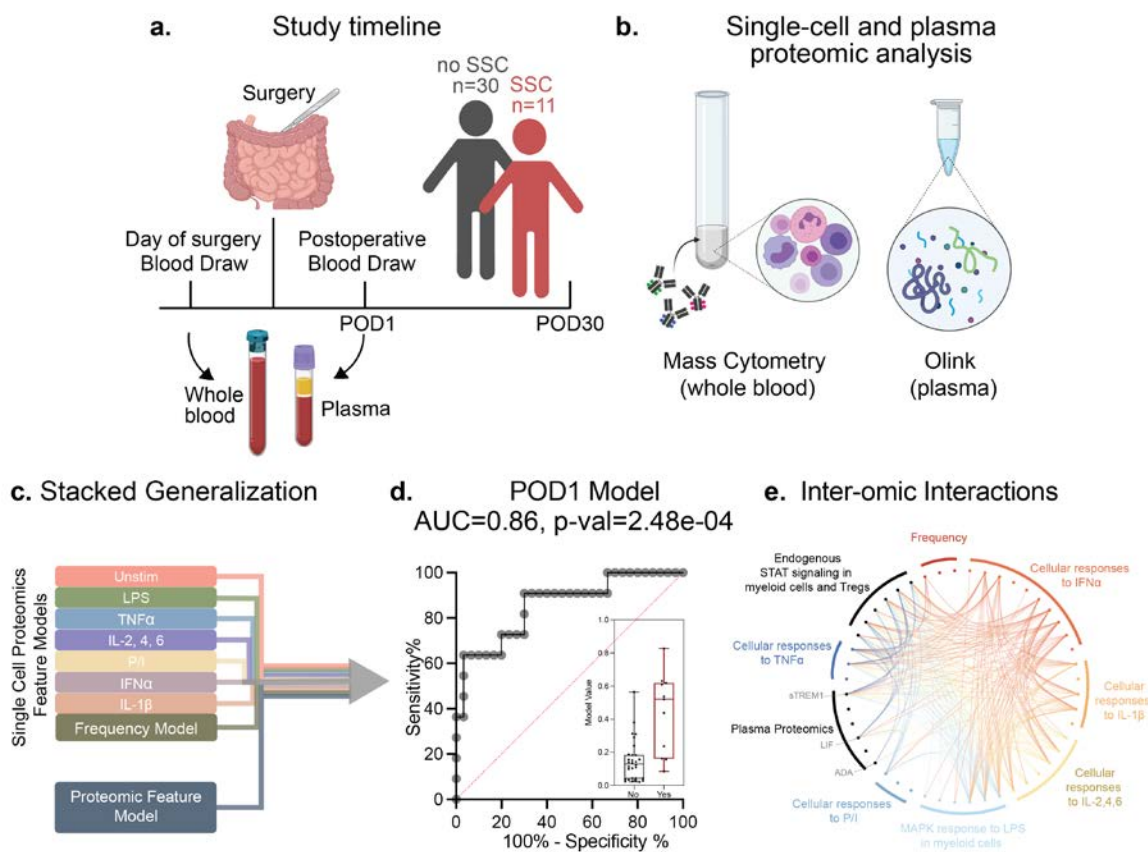 a. Study timeline
no SSC
n=30
SSC
n=11
Surgery
Day of surgery
Blood Draw
Postoperative
Blood Draw
POD1
POD30
Whole
blood
Plasma
b. Single-cell and plasma
proteomic analysis
Mass Cytometry
(whole blood)
Olink
(plasma)
c. Stacked Generalization
Single Cell Proteomics
Feature Models
Unstim
LPS
TNFα
IL-2, 4, 6
P/I
IFNα
IL-1β
Frequency Model
Proteomic Feature
Model
d. POD1 Model
AUC=0.86, p-val=2.48e-04
Sensitivity%
100
80
60
40
20
0
0 20 40 60 80 100
100% - Specificity %
Model Value
1.0
0.8
0.6
0.4
0.2
0.0
No Yes
e. Inter-omic Interactions
Frequency
Endogenous
STAT signaling in
myeloid cells and Tregs
Cellular responses
to IFNα
Cellular responses
to TNFα
sTREM1
Plasma Proteomics
LIF
ADA
Cellular responses
to P/I
MAPK response to LPS
in myeloid cells
Cellular
responses
to IL-1β
Cellular
responses
to IL-2,4,6